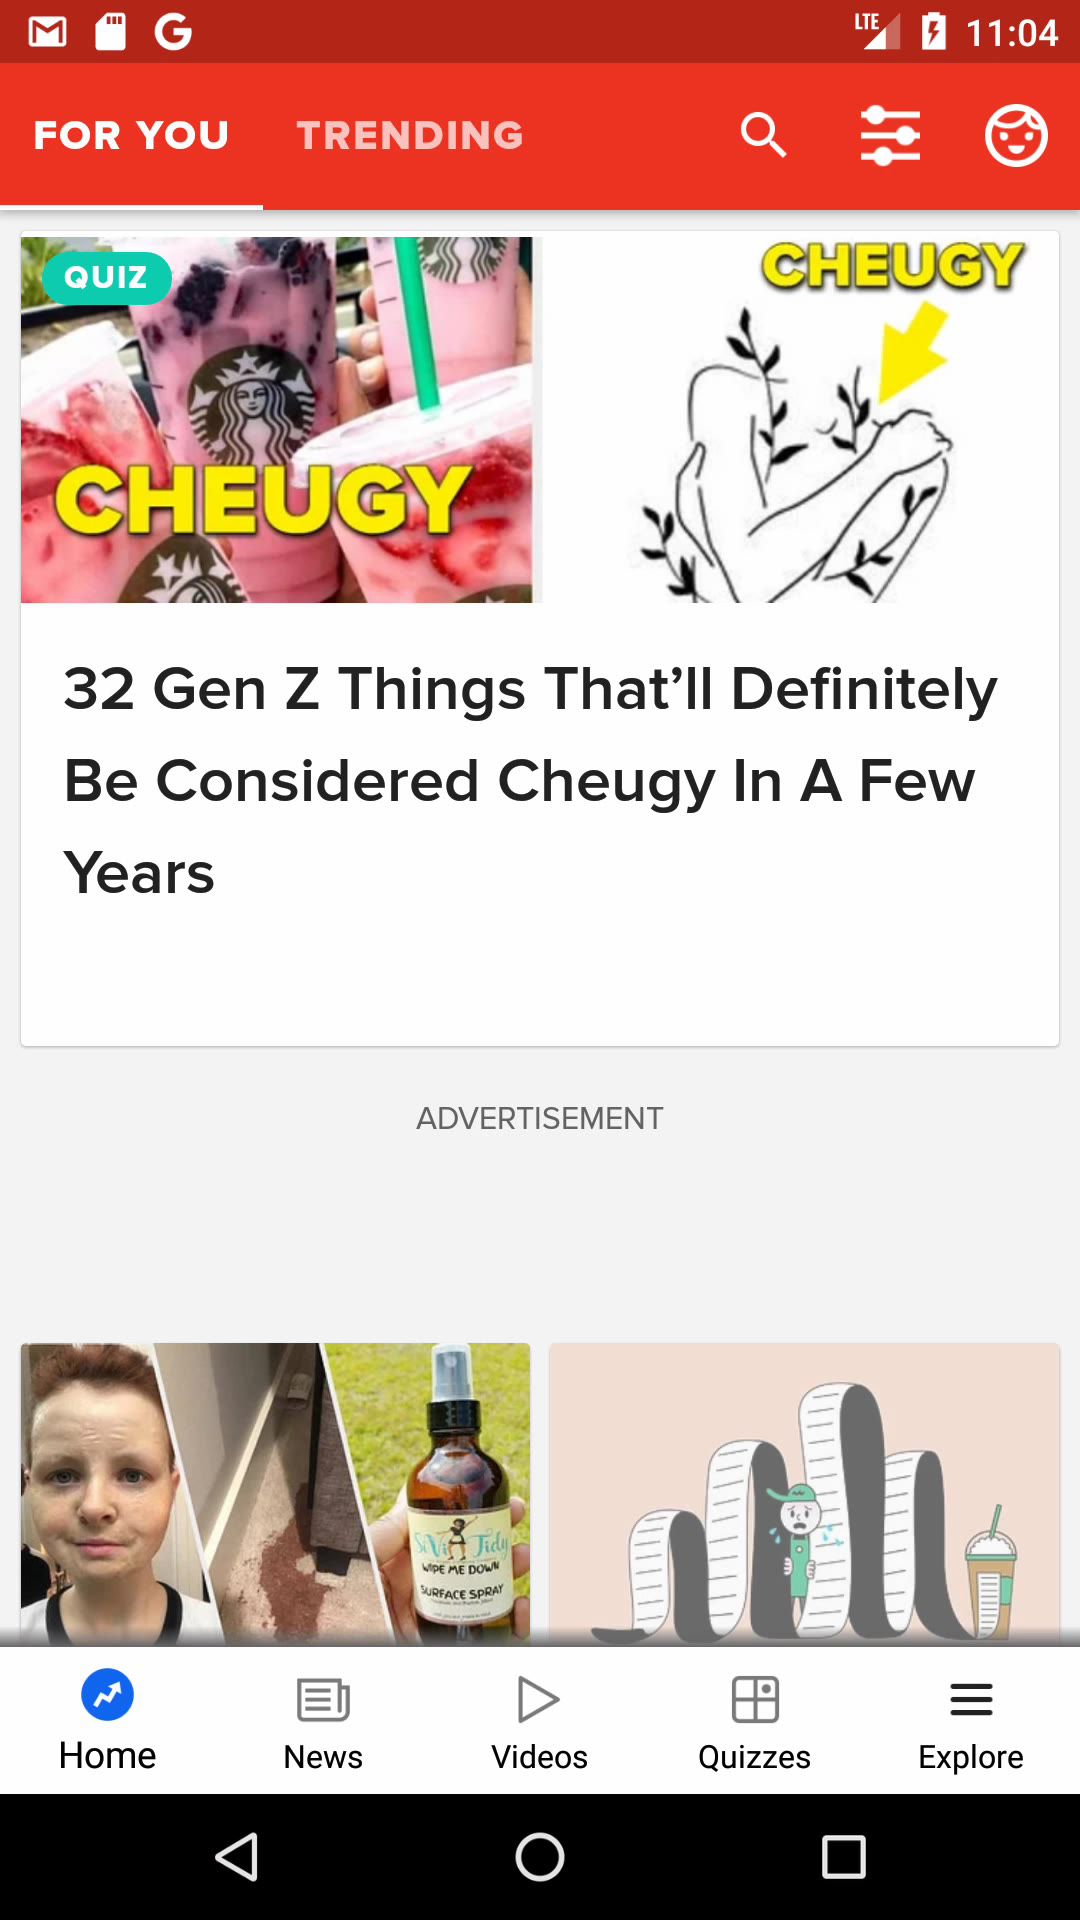 LTE 11:04
FOR YOU TRENDING
QUIZ
CHEUGY
CHEUGY
32 Gen Z Things That’ll Definitely
Be Considered Cheugy In A Few
Years
ADVERTISEMENT
Tidy
WIPE ME DOWN
SURFACE SPRAY
Home News Videos Quizzes Explore